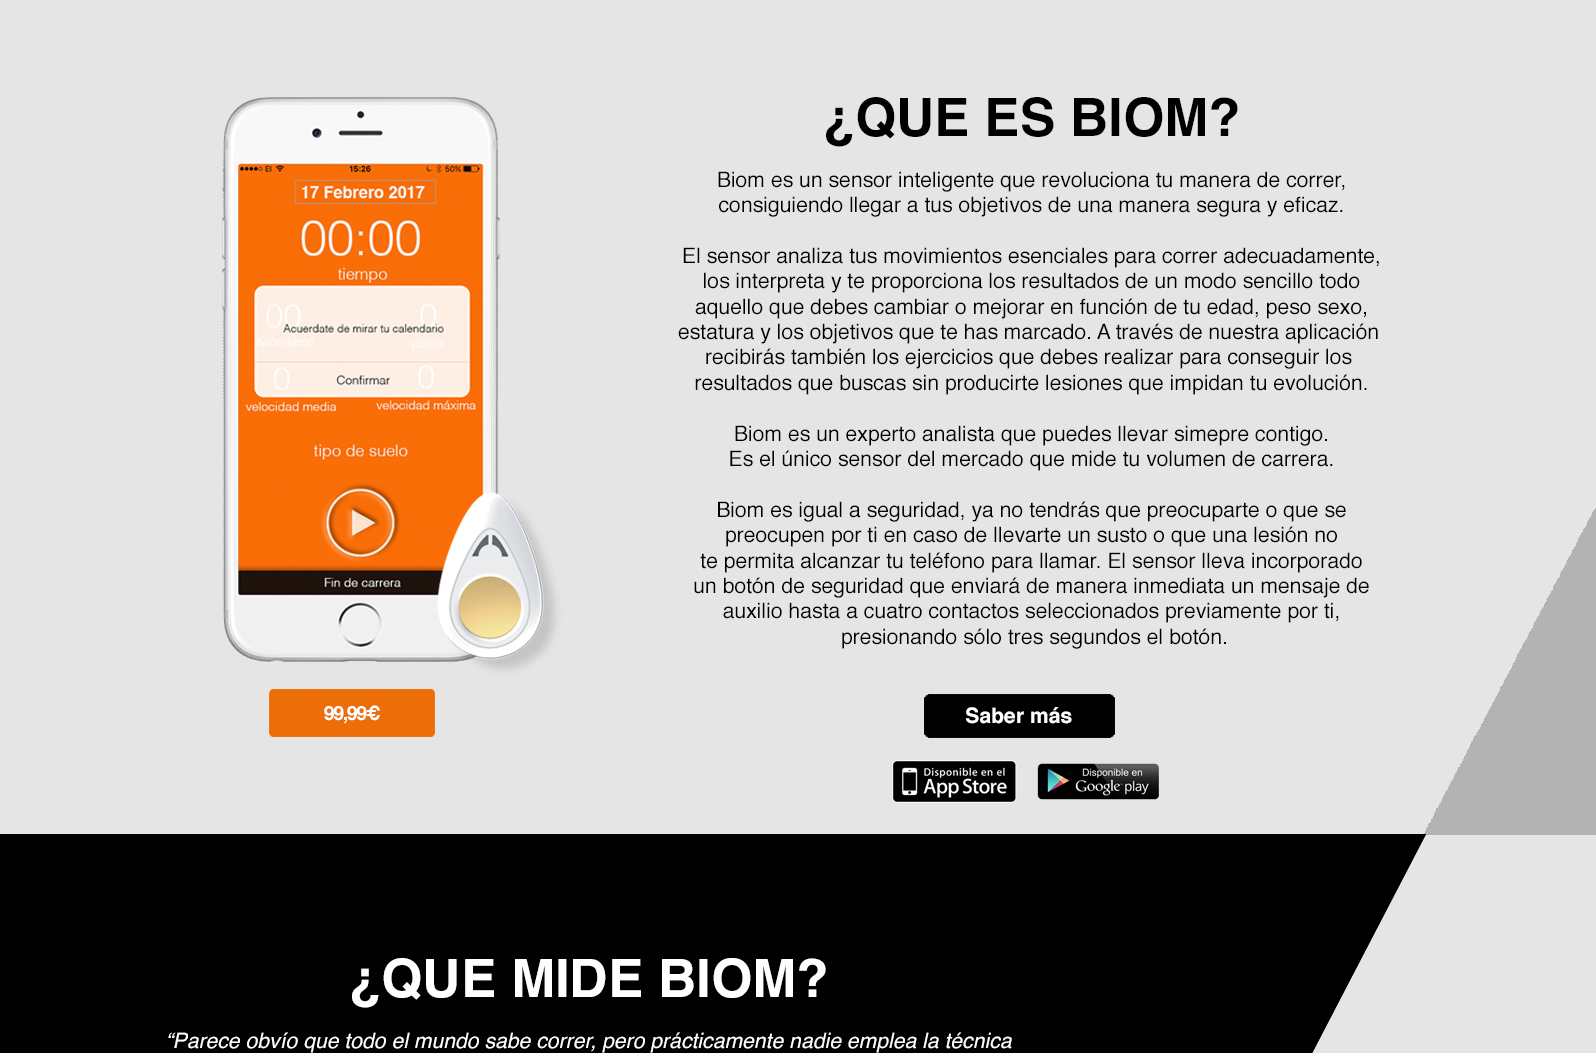 ●●●●○ El
15:26
50%
17 Febrero 2017
00:00
tiempo
00
0
Acuerdate de mirar tu calendario
Kilometros
pasos
0
Confirmar
0
velocidad media
velocidad máxima
tipo de suelo
Fin de carrera
99,99€
¿QUE ES BIOM?
Biom es un sensor inteligente que revoluciona tu manera de correr,
consiguiendo llegar a tus objetivos de una manera segura y eficaz.
El sensor analiza tus movimientos esenciales para correr adecuadamente,
los interpreta y te proporciona los resultados de un modo sencillo todo
aquello que debes cambiar o mejorar en función de tu edad, peso sexo,
estatura y los objetivos que te has marcado. A través de nuestra aplicación
recibirás también los ejercicios que debes realizar para conseguir los
resultados que buscas sin producirte lesiones que impidan tu evolución.
Biom es un experto analista que puedes llevar simepre contigo.
Es el único sensor del mercado que mide tu volumen de carrera.
Biom es igual a seguridad, ya no tendrás que preocuparte o que se
preocupen por ti en caso de llevarte un susto o que una lesión no
te permita alcanzar tu teléfono para llamar. El sensor lleva incorporado
un botón de seguridad que enviará de manera inmediata un mensaje de
auxilio hasta a cuatro contactos seleccionados previamente por ti,
presionando sólo tres segundos el botón.
Saber más
Disponible en el
App Store
Disponible en
Google play
¿QUE MIDE BIOM?
“Parece obvío que todo el mundo sabe correr, pero prácticamente nadie emplea la técnica